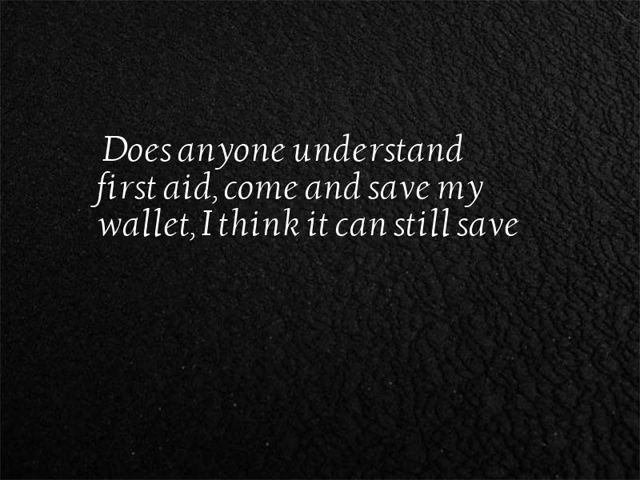 Does anyone understand
first aid, come and save my
wallet, I think it can still save